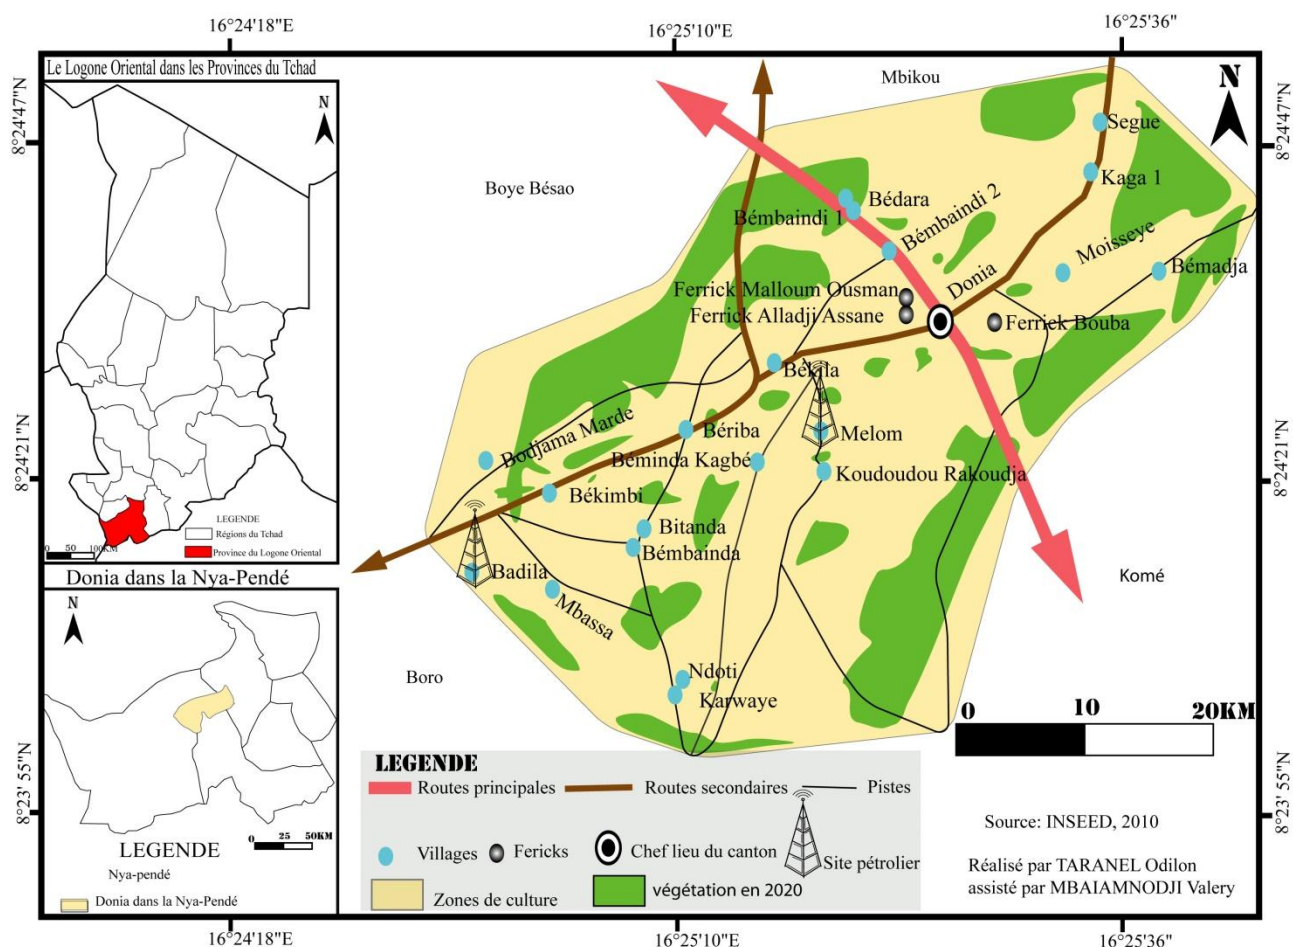 16°24'18"E
16°25'10"E
16°25'36"
Le Logone Oriental dans les Provinces du Tchad
N
8°24'47"N
8°24'21"N
8°23' 55"N
LEGENDE
Régions du Tchad
Province du Logone Oriental
0 50 100KM
Donia dans la Nya-Pendé
N
0 25 50KM
LEGENDE
Nya-pendé
Donia dans la Nya-Pendé
Mbikou
N
Boye Bésao
Segue
Kaga 1
Bédara
Bémbaindi 1
Bémbaindi 2
Moisseye
Bémadja
Donia
Ferrick Malloum Ousman
Ferrick Alladji Assane
Ferrick Bouba
Békila
Bodjama Marde
Bériba
Melom
Béminda Kagbé
Koudoudou Rakoudja
Békimbi
Bitanda
Bémbainda
Badila
Mbassa
Komé
Boro
Ndoti
Karwaye
0 10 20KM
LEGENDE
Routes principales
Routes secondaires
Pistes
Villages
Fericks
Chef lieu du canton
Site pétrolier
Zones de culture
végétation en 2020
Source: INSEED, 2010
Réalisé par TARANEL Odilon
assisté par MBAIAMNODJI Valery
8°24'47"N
8°24'21"N
8°23' 55"N
16°24'18"E
16°25'10"E
16°25'36"E